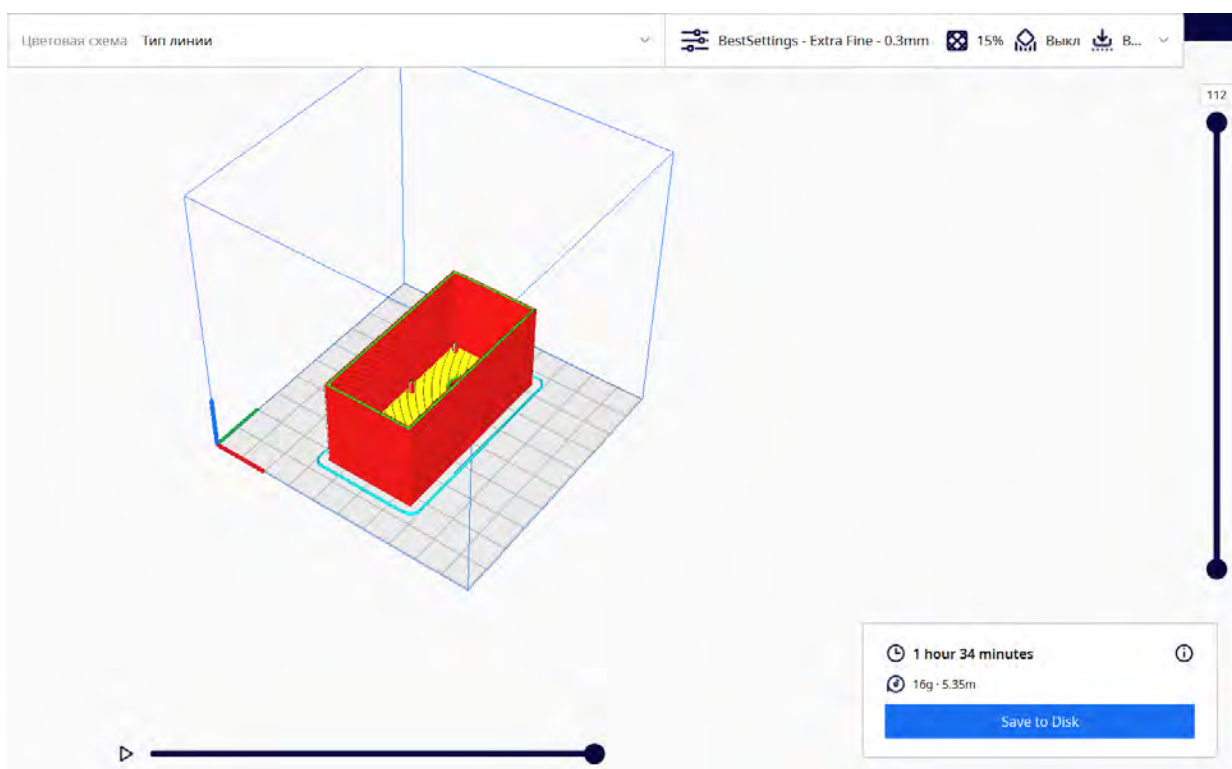 Цветовая схема Тип линии
BestSettings - Extra Fine - 0.3mm 15% Выкл В...
112
1 hour 34 minutes
16g · 5.35m
Save to Disk